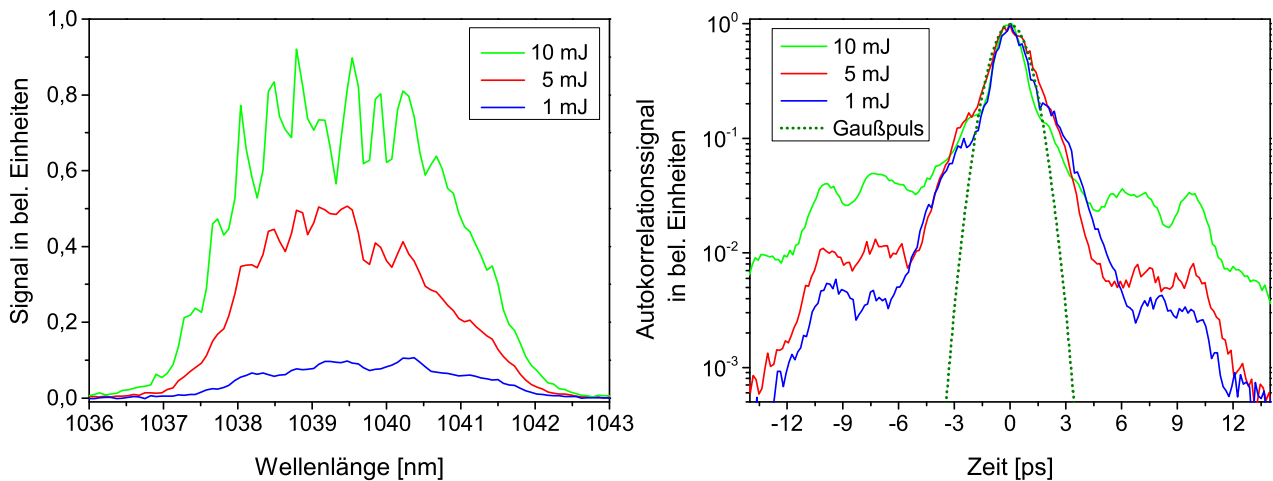 Signal in bel. Einheiten
1,0
0,8
0,6
0,4
0,2
0,0
10 mJ
5 mJ
1 mJ
1036 1037 1038 1039 1040 1041 1042 1043
Wellenlänge [nm]
Autokorrelationssignal
in bel. Einheiten
10⁰
10⁻¹
10⁻²
10⁻³
10 mJ
5 mJ
1 mJ
Gaußpuls
-12 -9 -6 -3 0 3 6 9 12
Zeit [ps]